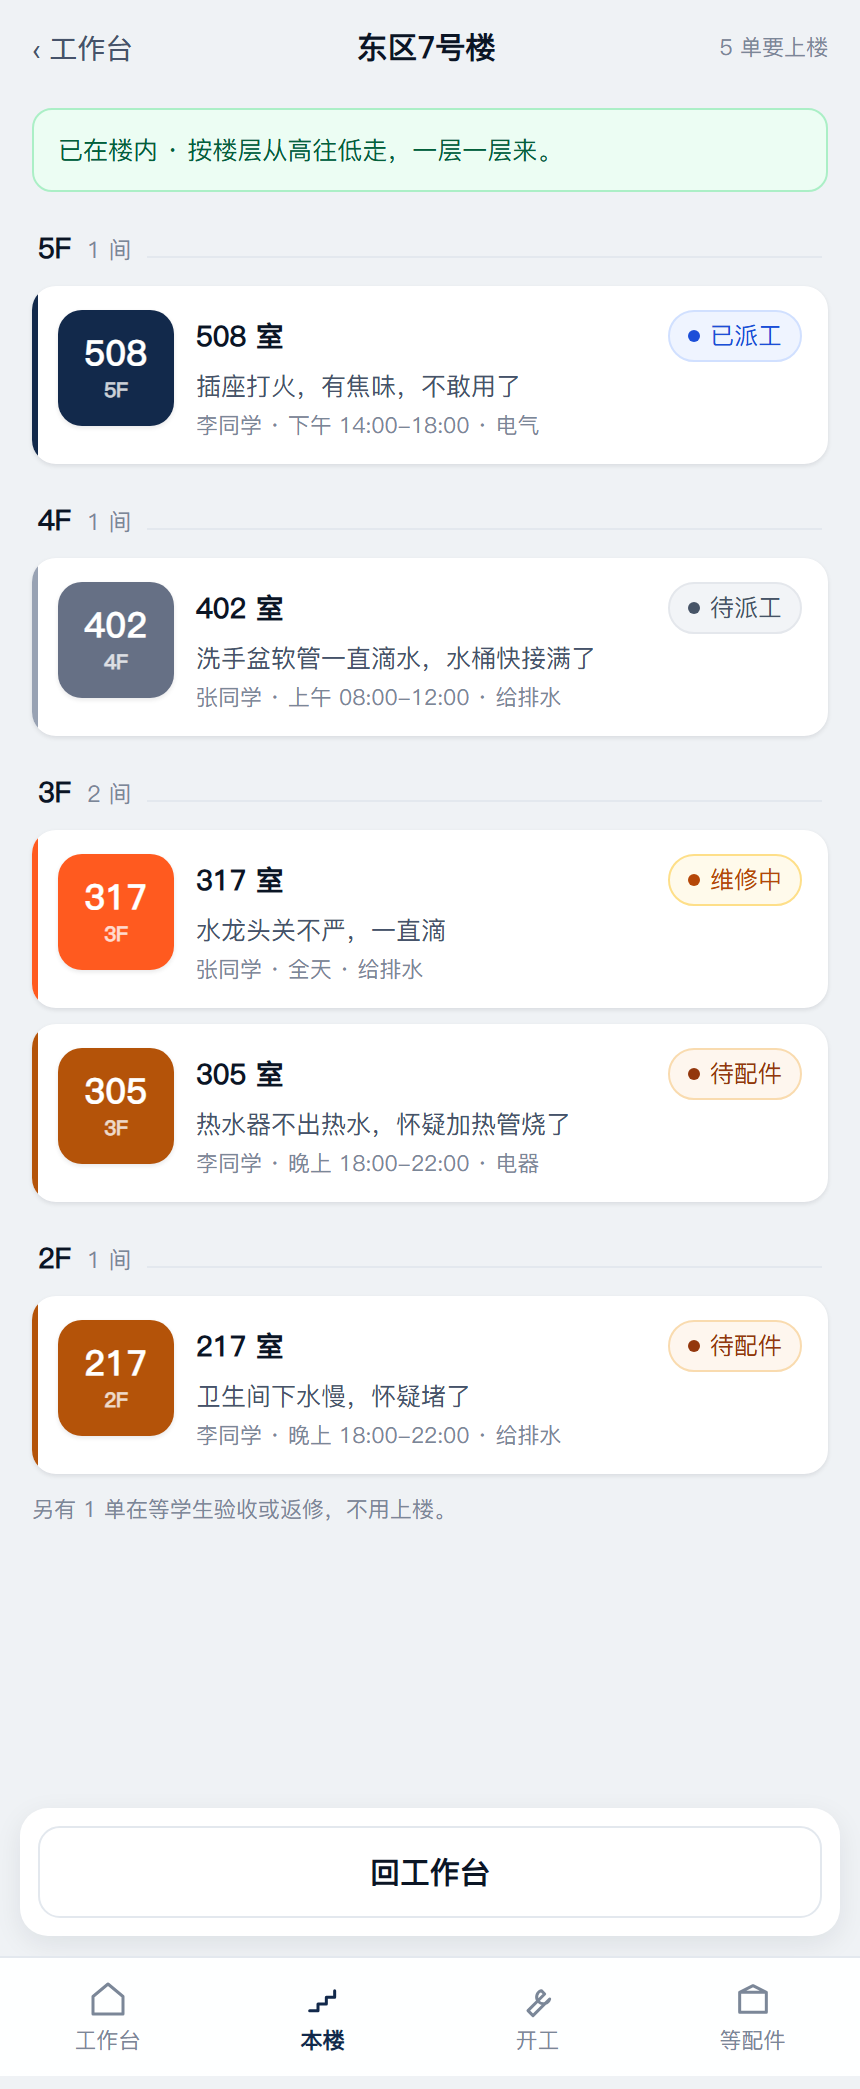 ‹ 工作台
东区7号楼
5 单要上楼
已在楼内 · 按楼层从高往低走，一层一层来。
5F 1 间
508
5F
508 室
已派工
插座打火，有焦味，不敢用了
李同学 · 下午 14:00–18:00 · 电气
4F 1 间
402
4F
402 室
待派工
洗手盆软管一直滴水，水桶快接满了
张同学 · 上午 08:00–12:00 · 给排水
3F 2 间
317
3F
317 室
维修中
水龙头关不严，一直滴
张同学 · 全天 · 给排水
305
3F
305 室
待配件
热水器不出热水，怀疑加热管烧了
李同学 · 晚上 18:00–22:00 · 电器
2F 1 间
217
2F
217 室
待配件
卫生间下水慢，怀疑堵了
李同学 · 晚上 18:00–22:00 · 给排水
另有 1 单在等学生验收或返修，不用上楼。
回工作台
工作台
本楼
开工
等配件